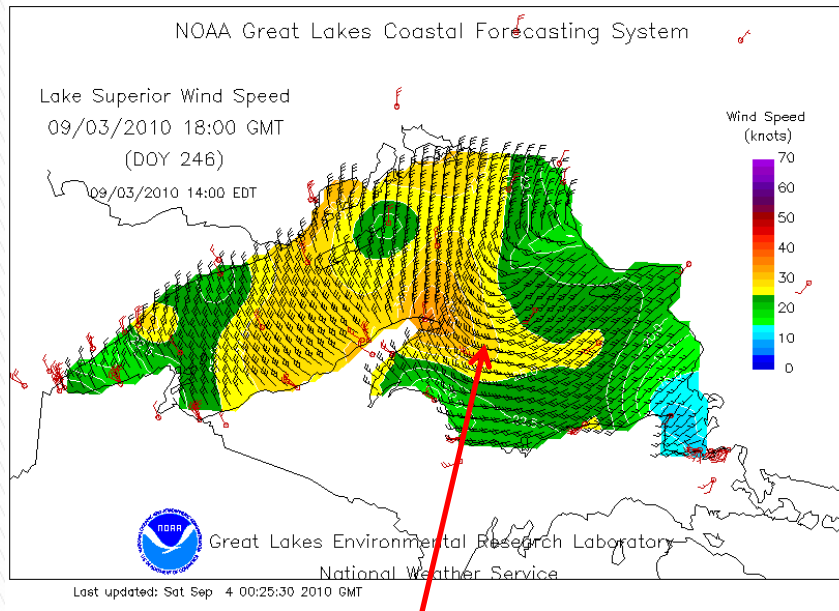 NOAA Great Lakes Coastal Forecasting System
Lake Superior Wind Speed
09/03/2010 18:00 GMT
(DOY 246)
09/03/2010 14:00 EDT
Wind Speed
(knots)
70
60
50
40
30
20
10
0
22.5
NOAA
Great Lakes Environmental Research Laboratory
National Weather Service
Last updated: Sat Sep 4 00:25:30 2010 GMT